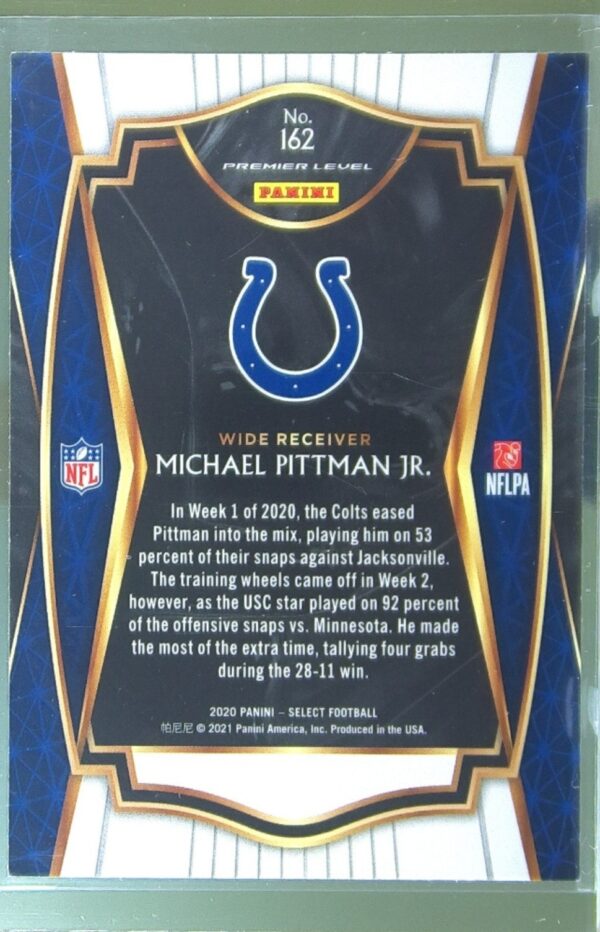 No.
162
PREMIER LEVEL
PANINI
WIDE RECEIVER
MICHAEL PITTMAN JR.
NFL
NFLPA
In Week 1 of 2020, the Colts eased
Pittman into the mix, playing him on 53
percent of their snaps against Jacksonville.
The training wheels came off in Week 2,
however, as the USC star played on 92 percent
of the offensive snaps vs. Minnesota. He made
the most of the extra time, tallying four grabs
during the 28-11 win.
2020 PANINI – SELECT FOOTBALL
帕尼尼 © 2021 Panini America, Inc. Produced in the USA.